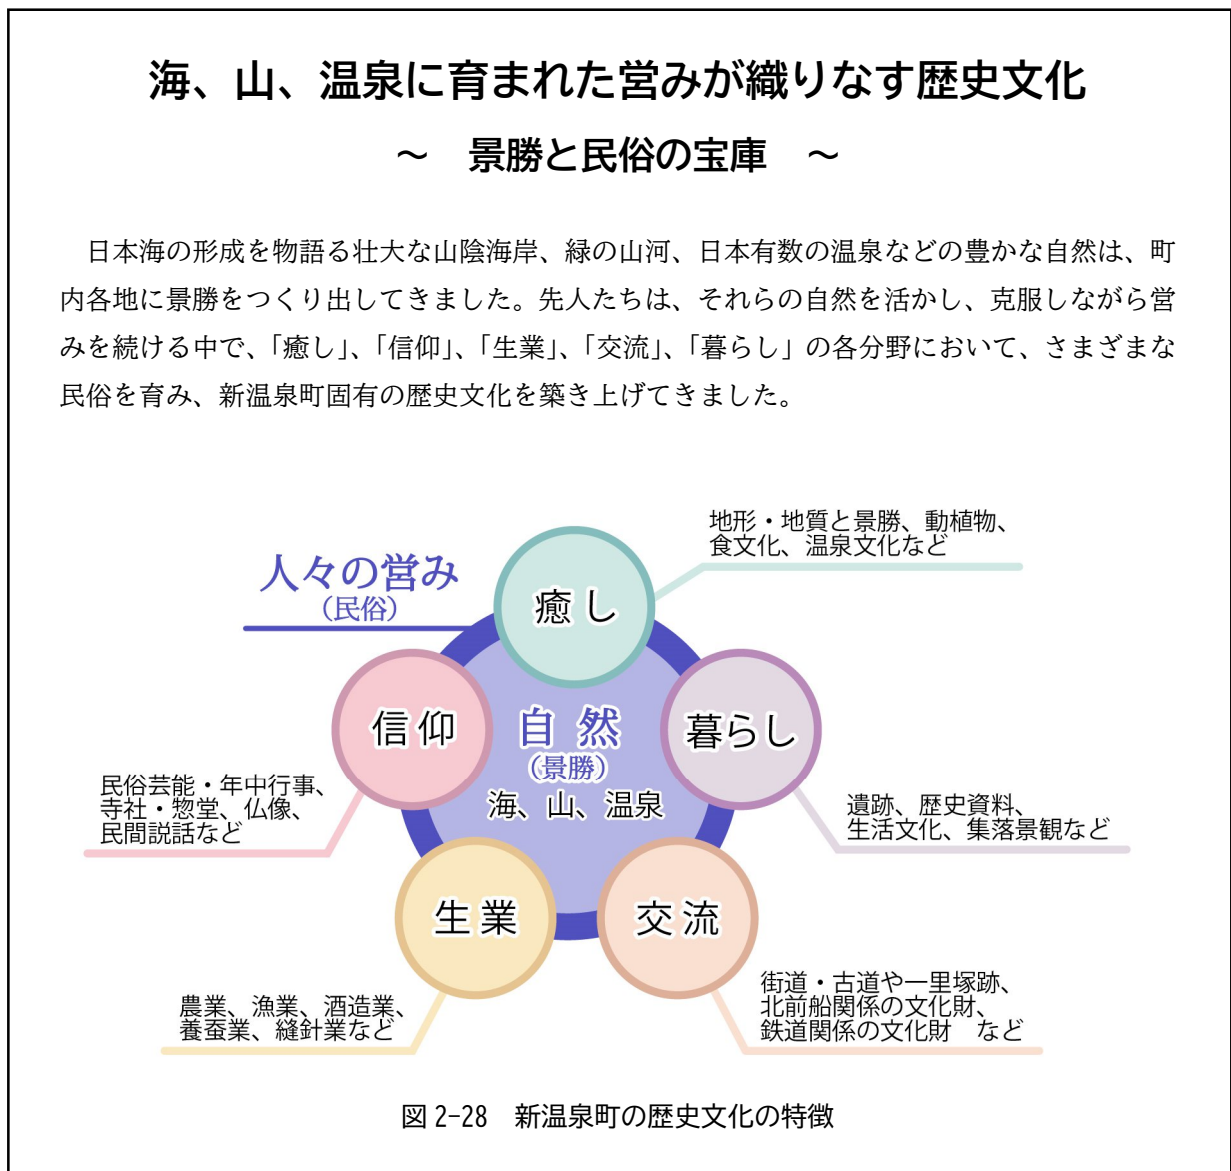 海、山、温泉に育まれた営みが織りなす歴史文化
～　景勝と民俗の宝庫　～
日本海の形成を物語る壮大な山陰海岸、緑の山河、日本有数の温泉などの豊かな自然は、町
内各地に景勝をつくり出してきました。先人たちは、それらの自然を活かし、克服しながら営
みを続ける中で、「癒し」、「信仰」、「生業」、「交流」、「暮らし」の各分野において、さまざまな
民俗を育み、新温泉町固有の歴史文化を築き上げてきました。
地形・地質と景勝、動植物、
食文化、温泉文化など
人々の営み
（民俗）
癒し
信仰
自然
（景勝）
海、山、温泉
暮らし
民俗芸能・年中行事、
寺社・惣堂、仏像、
民間説話など
遺跡、歴史資料、
生活文化、集落景観など
生業
交流
農業、漁業、酒造業、
養蚕業、縫針業など
街道・古道や一里塚跡、
北前船関係の文化財、
鉄道関係の文化財　など
図 2-28　新温泉町の歴史文化の特徴